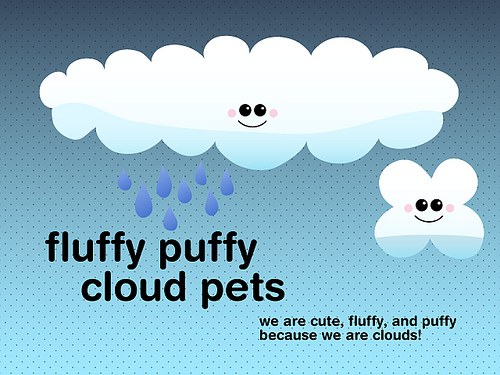 fluffy puffy
cloud pets
we are cute, fluffy, and puffy
because we are clouds!